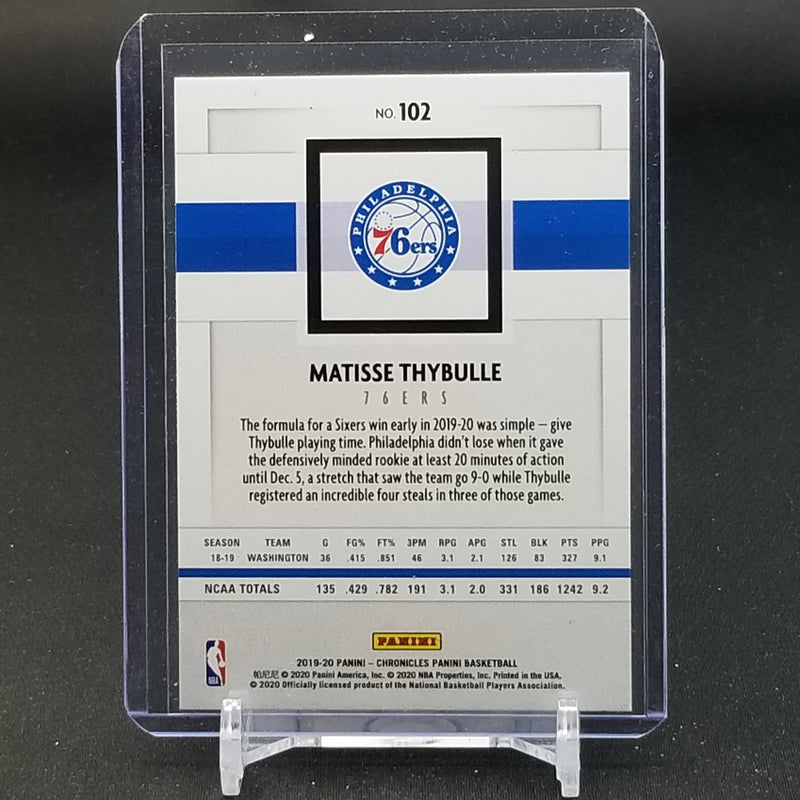 NO. 102
PHILADELPHIA
76ers
MATISSE THYBULLE
76ERS
The formula for a Sixers win early in 2019-20 was simple – give
Thybulle playing time. Philadelphia didn't lose when it gave
the defensively minded rookie at least 20 minutes of action
until Dec. 5, a stretch that saw the team go 9-0 while Thybulle
registered an incredible four steals in three of those games.
SEASON TEAM G FG% FT% 3PM RPG APG STL BLK PTS PPG
18-19 WASHINGTON 36 .415 .851 46 3.1 2.1 126 83 327 9.1
NCAA TOTALS 135 .429 .782 191 3.1 2.0 331 186 1242 9.2
PANINI
2019-20 PANINI – CHRONICLES PANINI BASKETBALL
帕尼尼 © 2020 Panini America, Inc. © 2020 NBA Properties, Inc. Printed in the USA.
© 2020 Officially licensed product of the National Basketball Players Association.
NBA